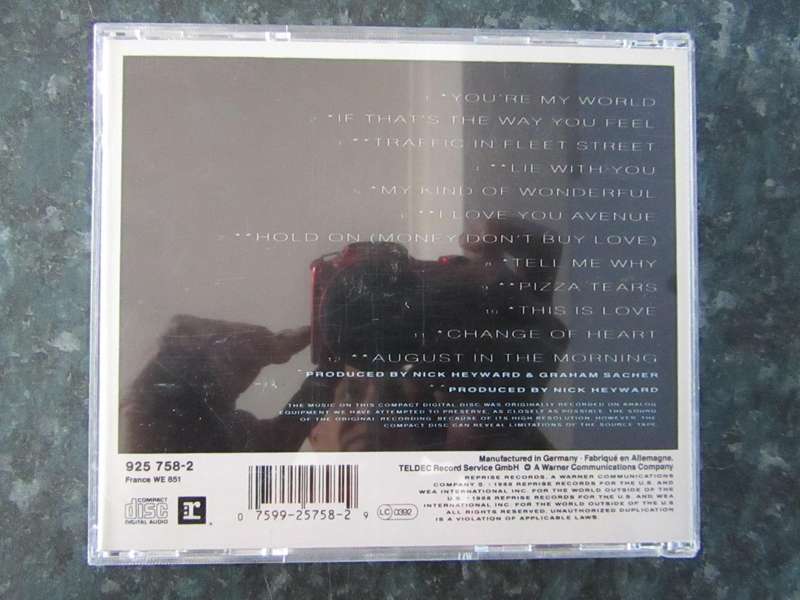 1 *YOU'RE MY WORLD
2 *IF THAT'S THE WAY YOU FEEL
3 **TRAFFIC IN FLEET STREET
4 **LIE WITH YOU
5 *MY KIND OF WONDERFUL
6 **I LOVE YOU AVENUE
7 **HOLD ON (MONEY DON'T BUY LOVE)
8 *TELL ME WHY
9 **PIZZA TEARS
10 *THIS IS LOVE
11 *CHANGE OF HEART
12 **AUGUST IN THE MORNING
*PRODUCED BY NICK HEYWARD & GRAHAM SACHER
**PRODUCED BY NICK HEYWARD
THE MUSIC ON THIS COMPACT DIGITAL DISC WAS ORIGINALLY RECORDED ON ANALOG
EQUIPMENT. WE HAVE ATTEMPTED TO PRESERVE, AS CLOSELY AS POSSIBLE, THE SOUND
OF THE ORIGINAL RECORDING. BECAUSE OF ITS HIGH RESOLUTION, HOWEVER, THE
COMPACT DISC CAN REVEAL LIMITATIONS OF THE SOURCE TAPE.
925 758-2
France WE 851
Manufactured in Germany · Fabriqué en Allemagne.
TELDEC Record Service GmbH A Warner Communications Company
REPRISE RECORDS, A WARNER COMMUNICATIONS
COMPANY. 1988 REPRISE RECORDS FOR THE U.S. AND
WEA INTERNATIONAL INC. FOR THE WORLD OUTSIDE OF THE
U.S. 1988 REPRISE RECORDS FOR THE U.S. AND WEA
INTERNATIONAL INC. FOR THE WORLD OUTSIDE OF THE U.S.
ALL RIGHTS RESERVED. UNAUTHORIZED DUPLICATION
IS A VIOLATION OF APPLICABLE LAWS.
COMPACT
disc
DIGITAL AUDIO
r
0 7599-25758-2 9
LC 0392